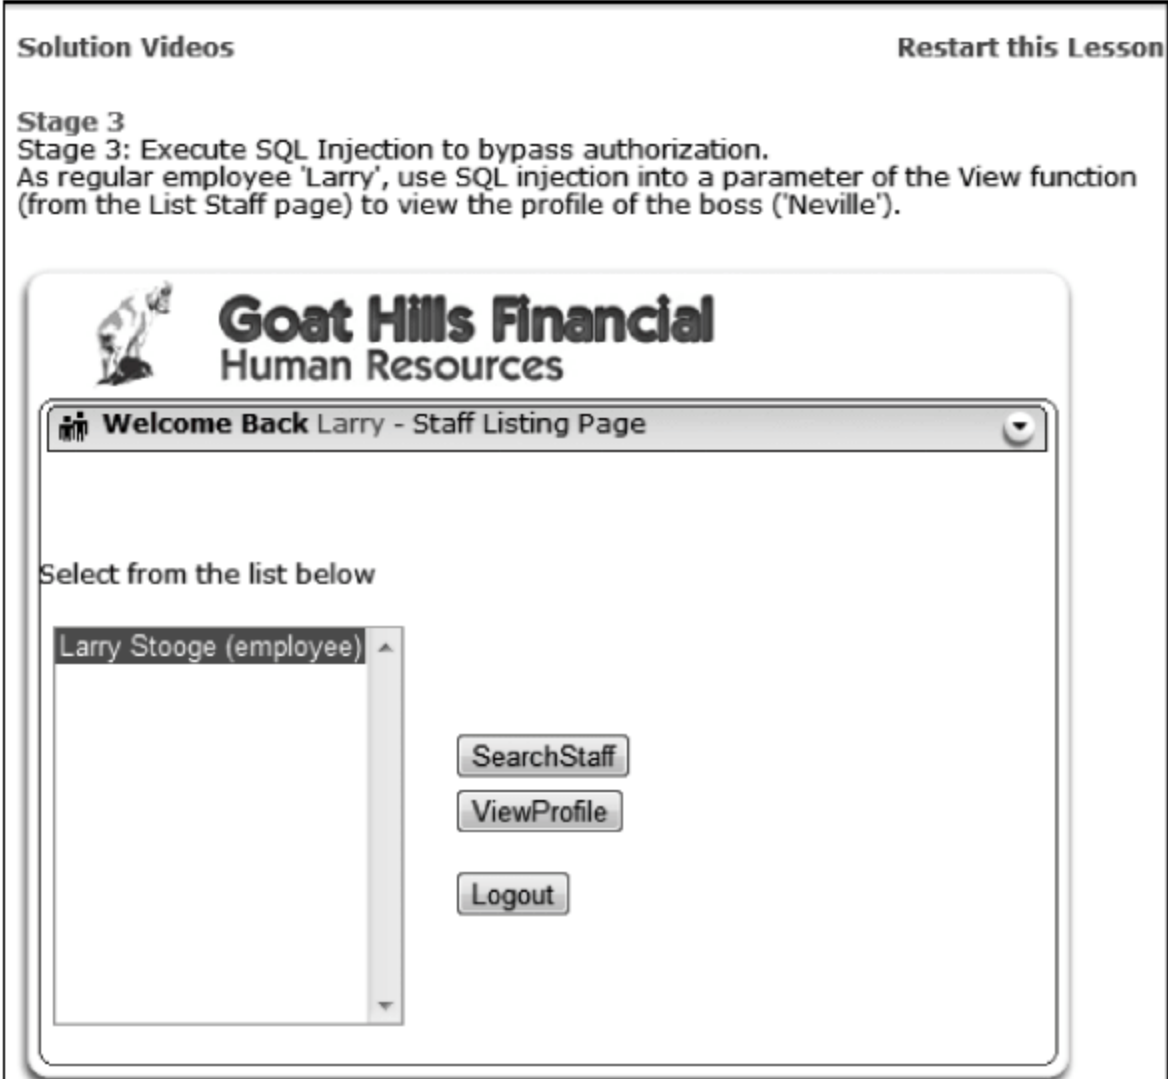 Solution Videos
Restart this Lesson
Stage 3
Stage 3: Execute SQL Injection to bypass authorization.
As regular employee 'Larry', use SQL injection into a parameter of the View function
(from the List Staff page) to view the profile of the boss ('Neville').
Goat Hills Financial
Human Resources
Welcome Back Larry - Staff Listing Page
Select from the list below
Larry Stooge (employee)
SearchStaff
ViewProfile
Logout